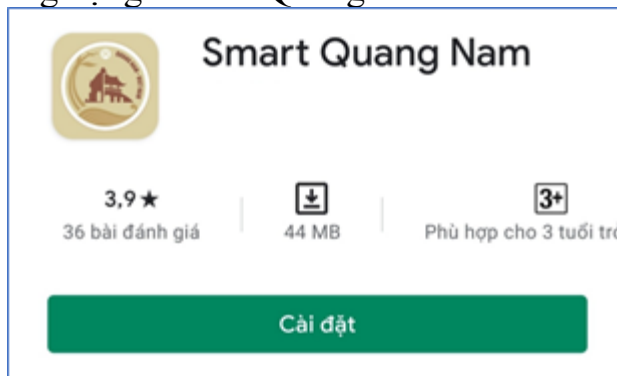 Smart Quang Nam
3,9★
36 bài đánh giá
44 MB
3+
Phù hợp cho 3 tuổi
Cài đặt